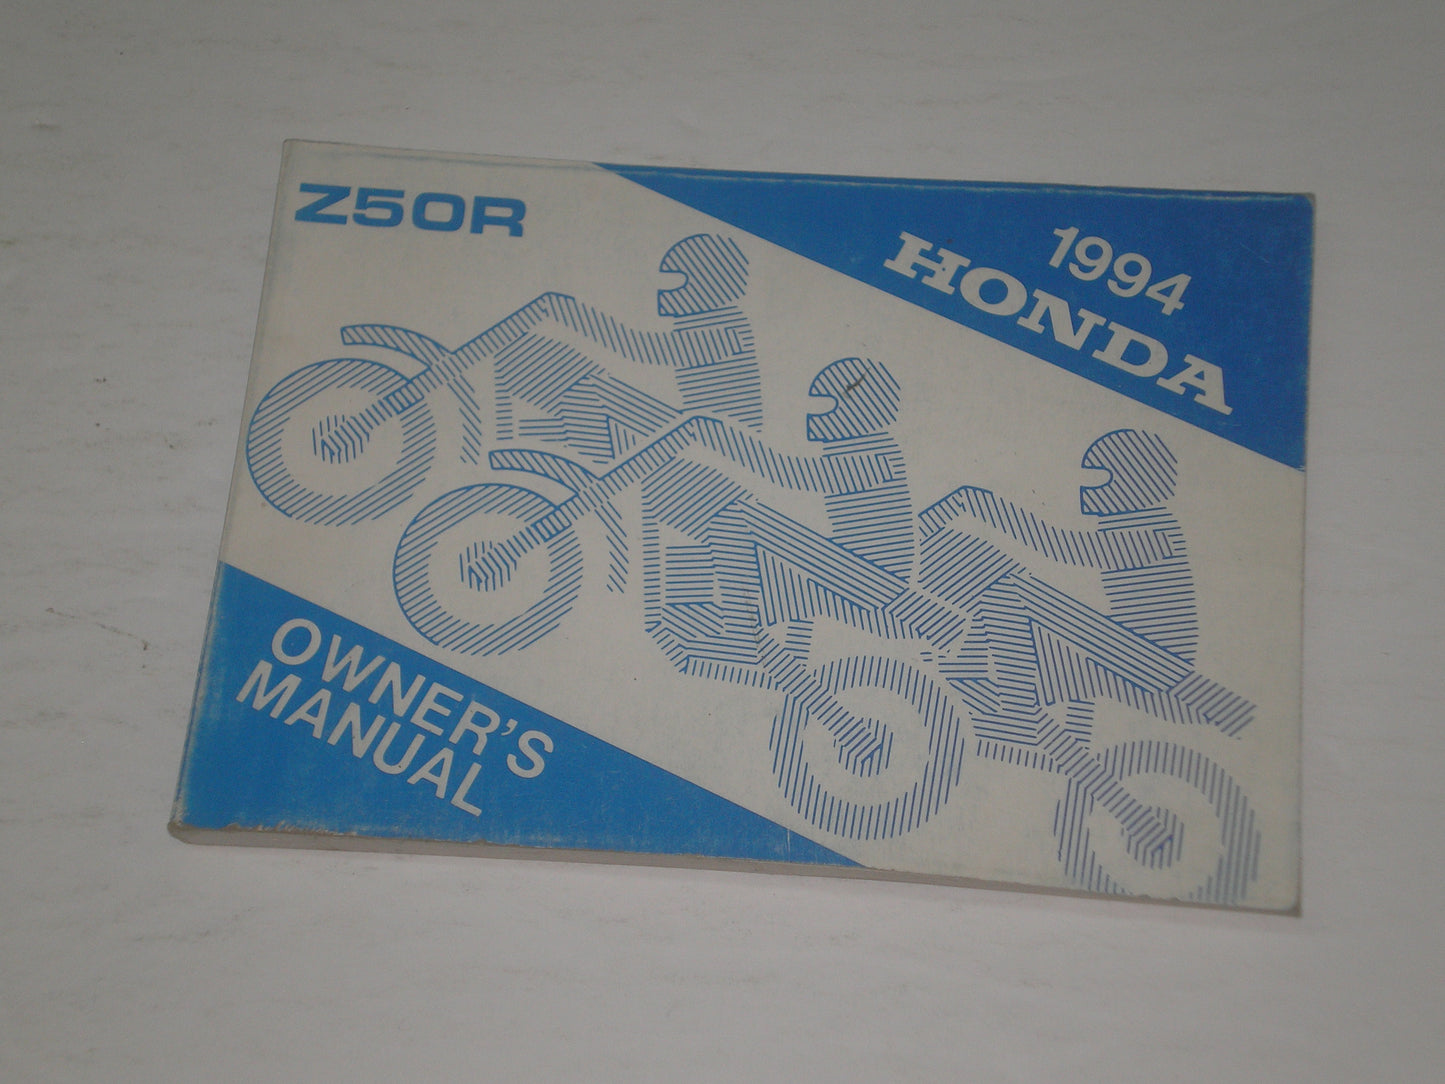 Z50R
1994
HONDA
OWNER'S
MANUAL